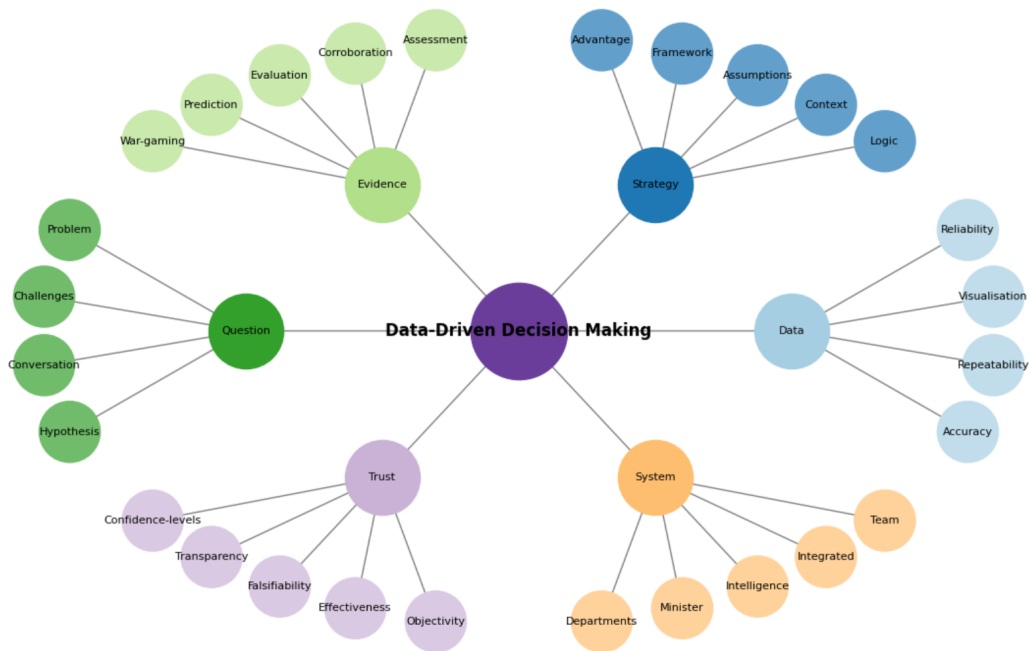 Assessment
Advantage
Corroboration
Framework
Evaluation
Assumptions
Prediction
Context
War-gaming
Logic
Evidence
Strategy
Problem
Reliability
Challenges
Visualisation
Question
Data-Driven Decision Making
Data
Conversation
Repeatability
Hypothesis
Accuracy
Trust
System
Confidence-levels
Team
Transparency
Integrated
Falsifiability
Intelligence
Effectiveness
Minister
Objectivity
Departments